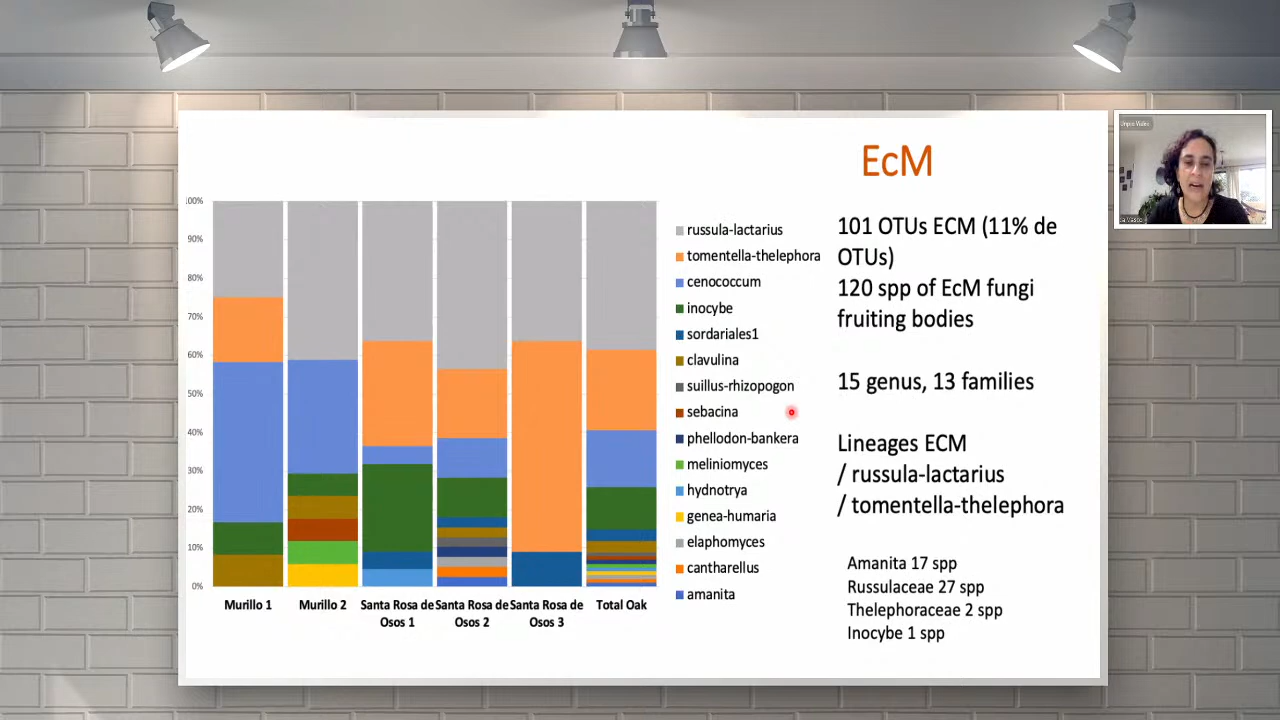 EcM
100%
90%
80%
70%
60%
50%
40%
30%
20%
10%
0%
Murillo 1
Murillo 2
Santa Rosa de
Osos 1
Santa Rosa de
Osos 2
Santa Rosa de
Osos 3
Total Oak
russula-lactarius
tomentella-thelephora
cenococcum
inocybe
sordariales1
clavulina
suillus-rhizopogon
sebacina
phellodon-bankera
meliniomyces
hydnotrya
genea-humaria
elaphomyces
cantharellus
amanita
101 OTUs ECM (11% de
OTUs)
120 spp of EcM fungi
fruiting bodies
15 genus, 13 families
Lineages ECM
/ russula-lactarius
/ tomentella-thelephora
Amanita 17 spp
Russulaceae 27 spp
Thelephoraceae 2 spp
Inocybe 1 spp